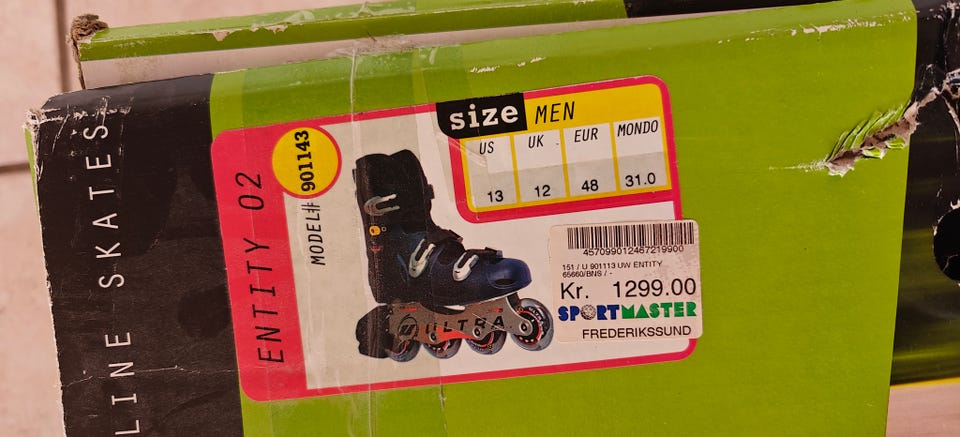 LINE SKATES
ENTITY 02
901143
MODEL#
size MEN
US UK EUR MONDO
13 12 48 31.0
ULTRA
457099012467219900
151 / U 901113 UW ENTITY
65660/BNS / -
Kr. 1299.00
SPORTMASTER
FREDERIKSSUND